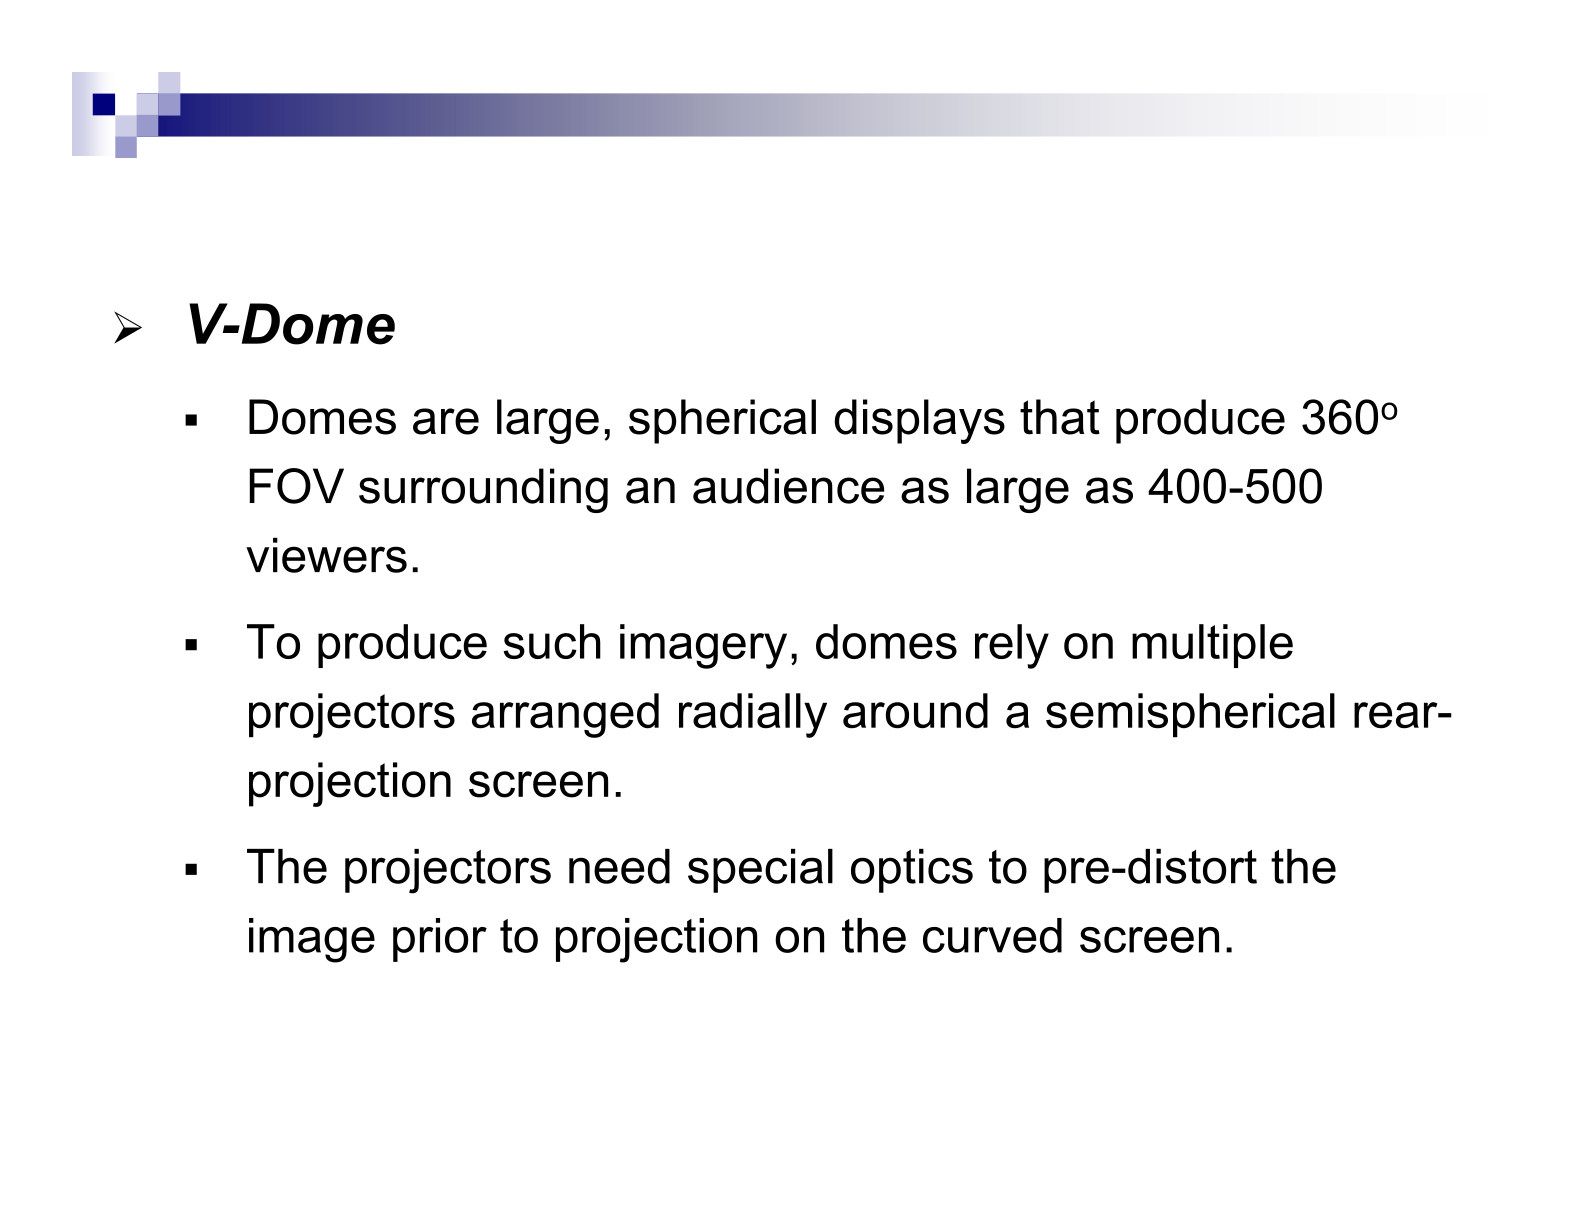 ➢ V-Dome
▪ Domes are large, spherical displays that produce 360º
FOV surrounding an audience as large as 400-500
viewers.
▪ To produce such imagery, domes rely on multiple
projectors arranged radially around a semispherical rear-
projection screen.
▪ The projectors need special optics to pre-distort the
image prior to projection on the curved screen.